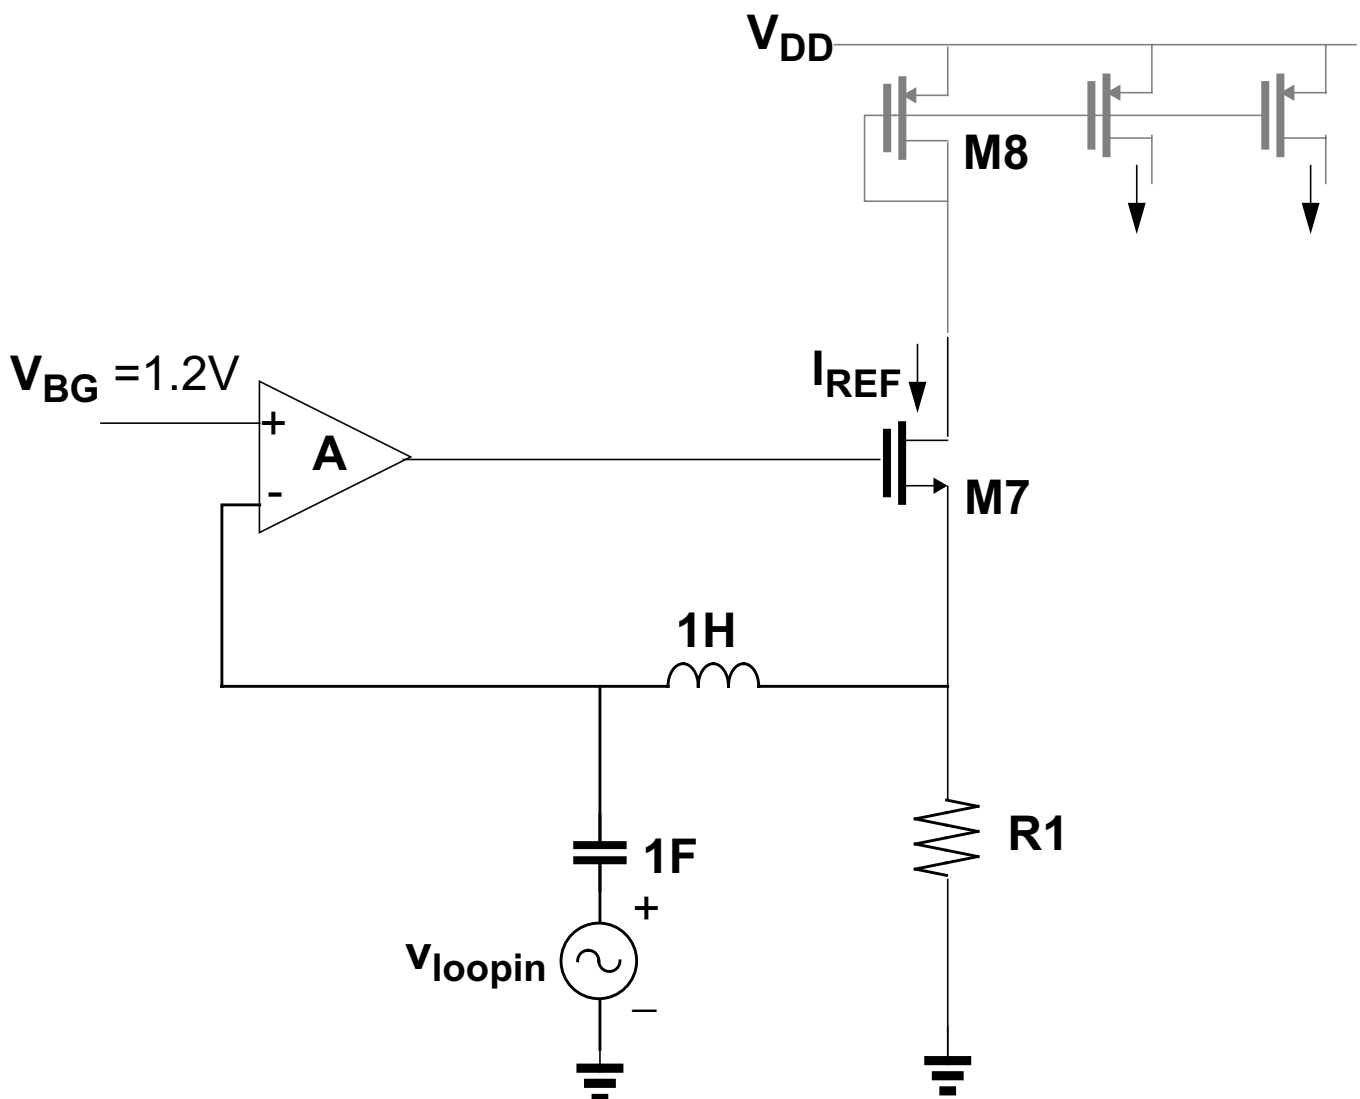 VDD
M8
VBG =1.2V
+
A
-
IREF
M7
1H
1F
R1
+
vloopin
–